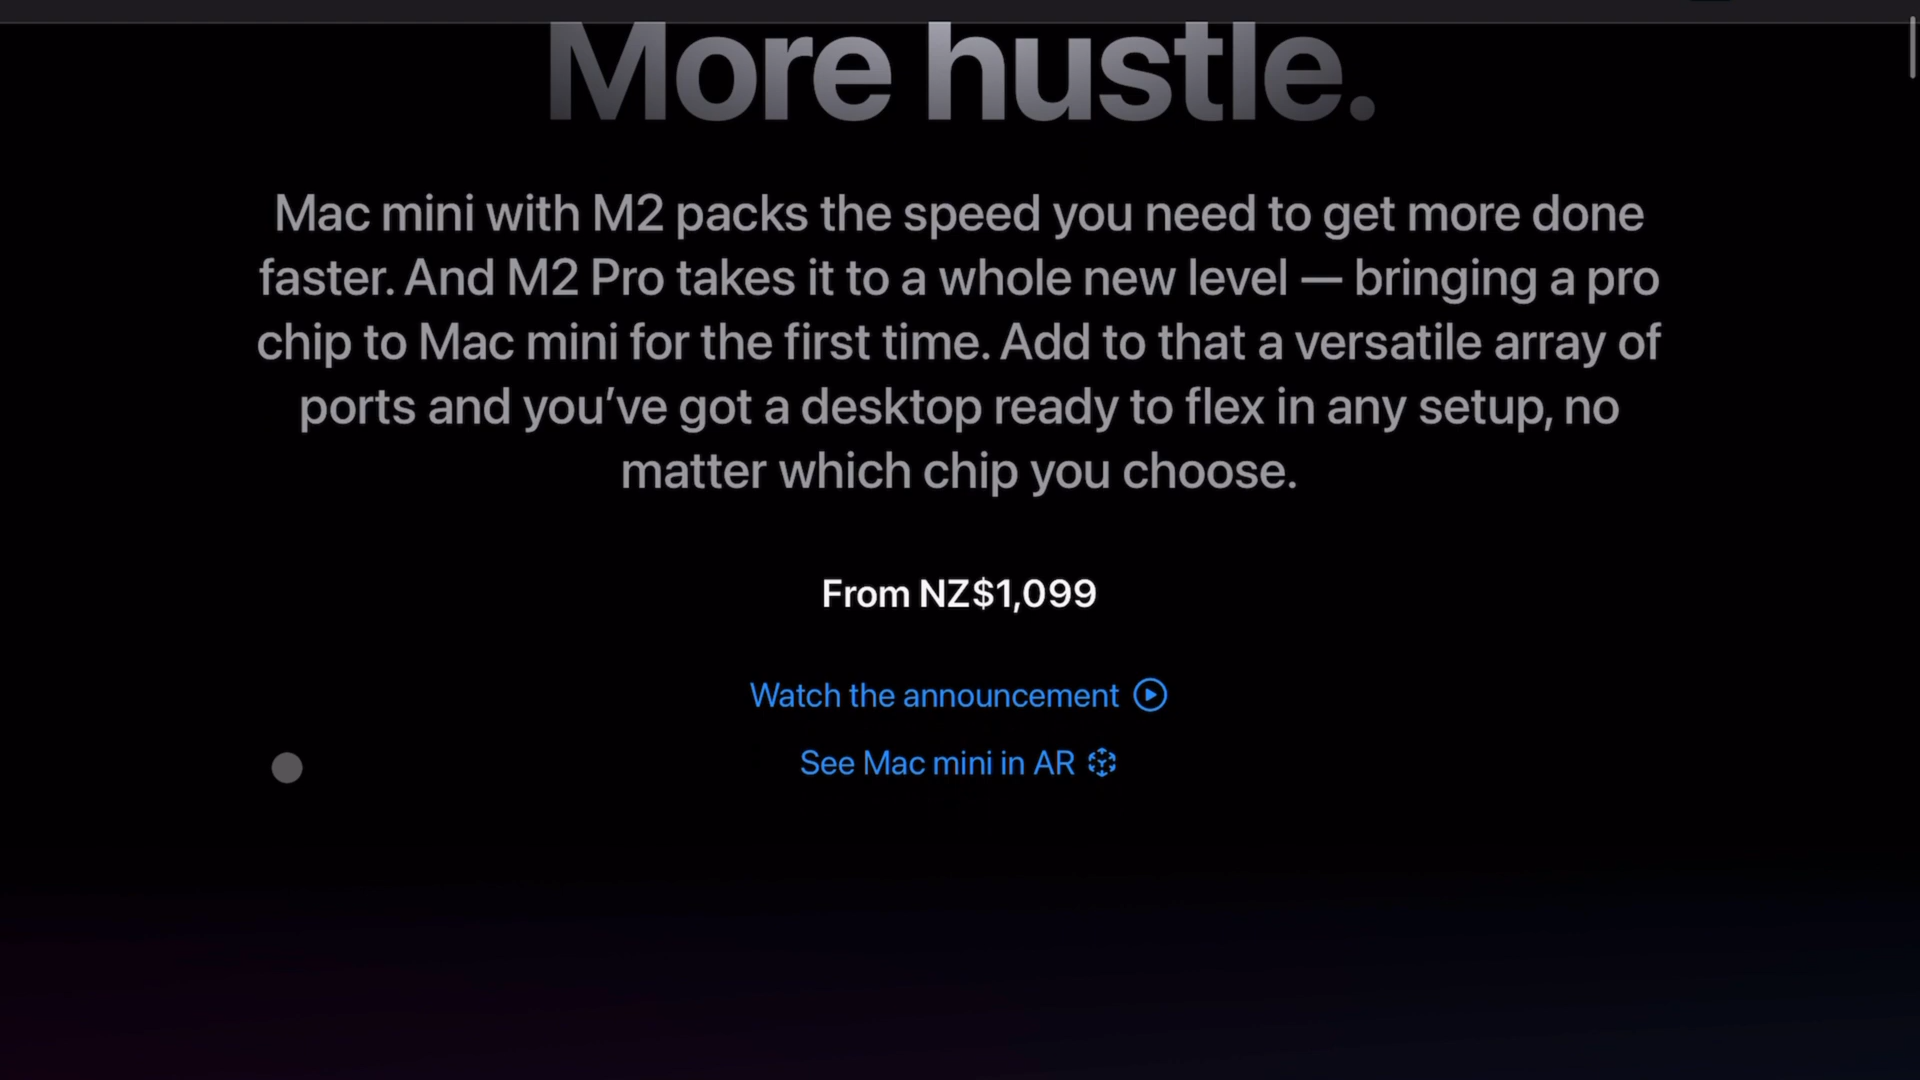 More hustle.
Mac mini with M2 packs the speed you need to get more done
faster. And M2 Pro takes it to a whole new level — bringing a pro
chip to Mac mini for the first time. Add to that a versatile array of
ports and you’ve got a desktop ready to flex in any setup, no
matter which chip you choose.
From NZ$1,099
Watch the announcement
See Mac mini in AR